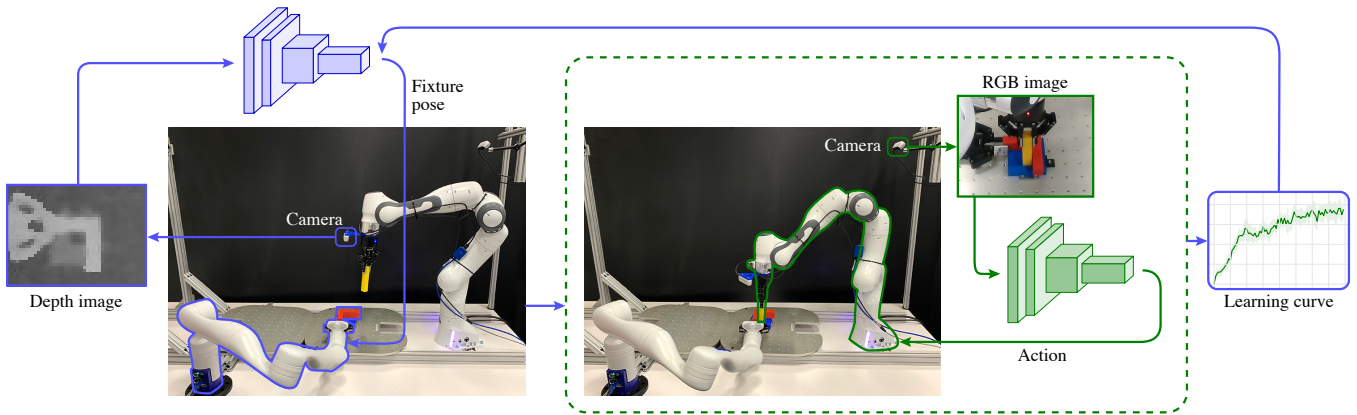 Fixture
pose
RGB image
Camera
Camera
Depth image
Learning curve
Action